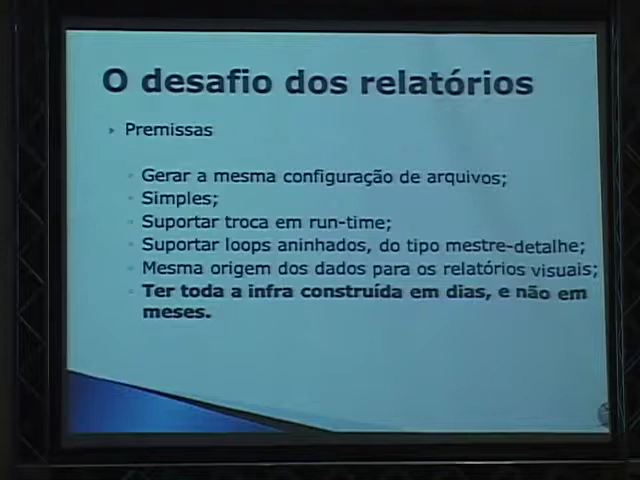 O desafio dos relatórios
Premissas
Gerar a mesma configuração de arquivos;
Simples;
Suportar troca em run-time;
Suportar loops aninhados, do tipo mestre-detalhe;
Mesma origem dos dados para os relatórios visuais;
Ter toda a infra construída em dias, e não em
meses.